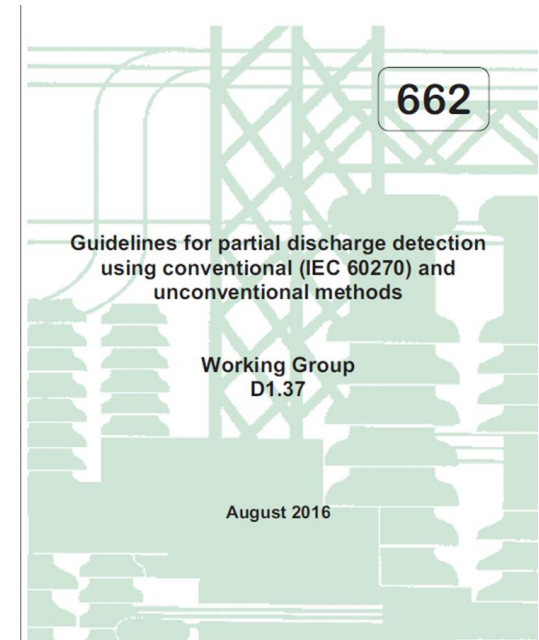 662
Guidelines for partial discharge detection
using conventional (IEC 60270) and
unconventional methods
Working Group
D1.37
August 2016